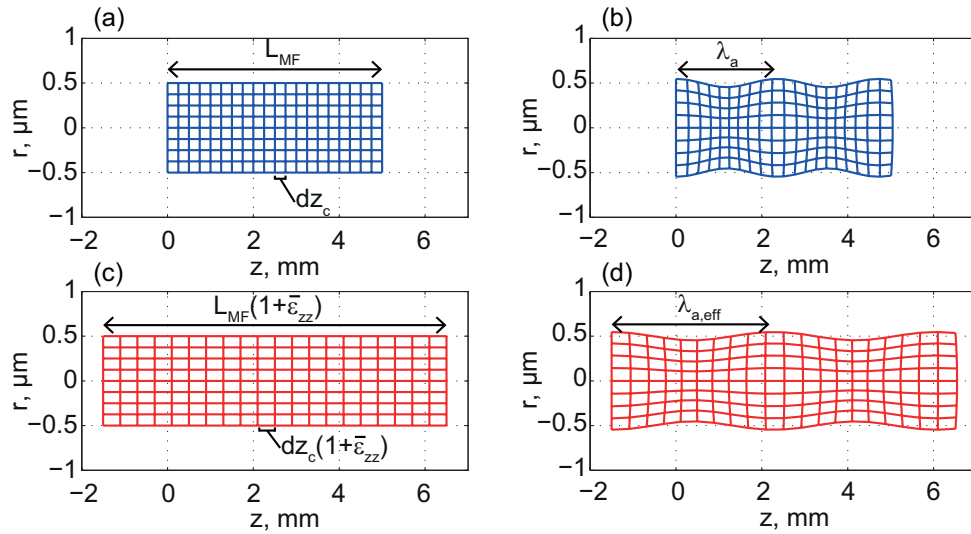 (a)
L_MF
r, μm
1
0.5
0
−0.5
−1
dz_c
−2 0 2 4 6
z, mm
(b)
λ_a
r, μm
1
0.5
0
−0.5
−1
−2 0 2 4 6
z, mm
(c)
L_MF(1+ε̄_zz)
r, μm
1
0.5
0
−0.5
−1
dz_c(1+ε̄_zz)
−2 0 2 4 6
z, mm
(d)
λ_a,eff
r, μm
1
0.5
0
−0.5
−1
−2 0 2 4 6
z, mm